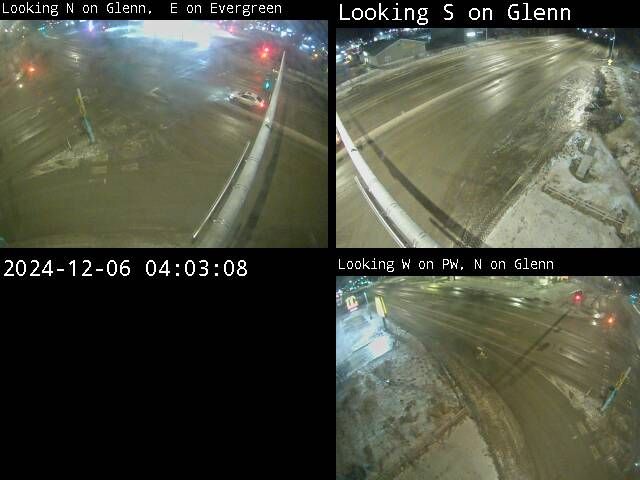 Looking N on Glenn,  E on Evergreen
Looking S on Glenn
2024-12-06 04:03:08
Looking W on PW, N on Glenn